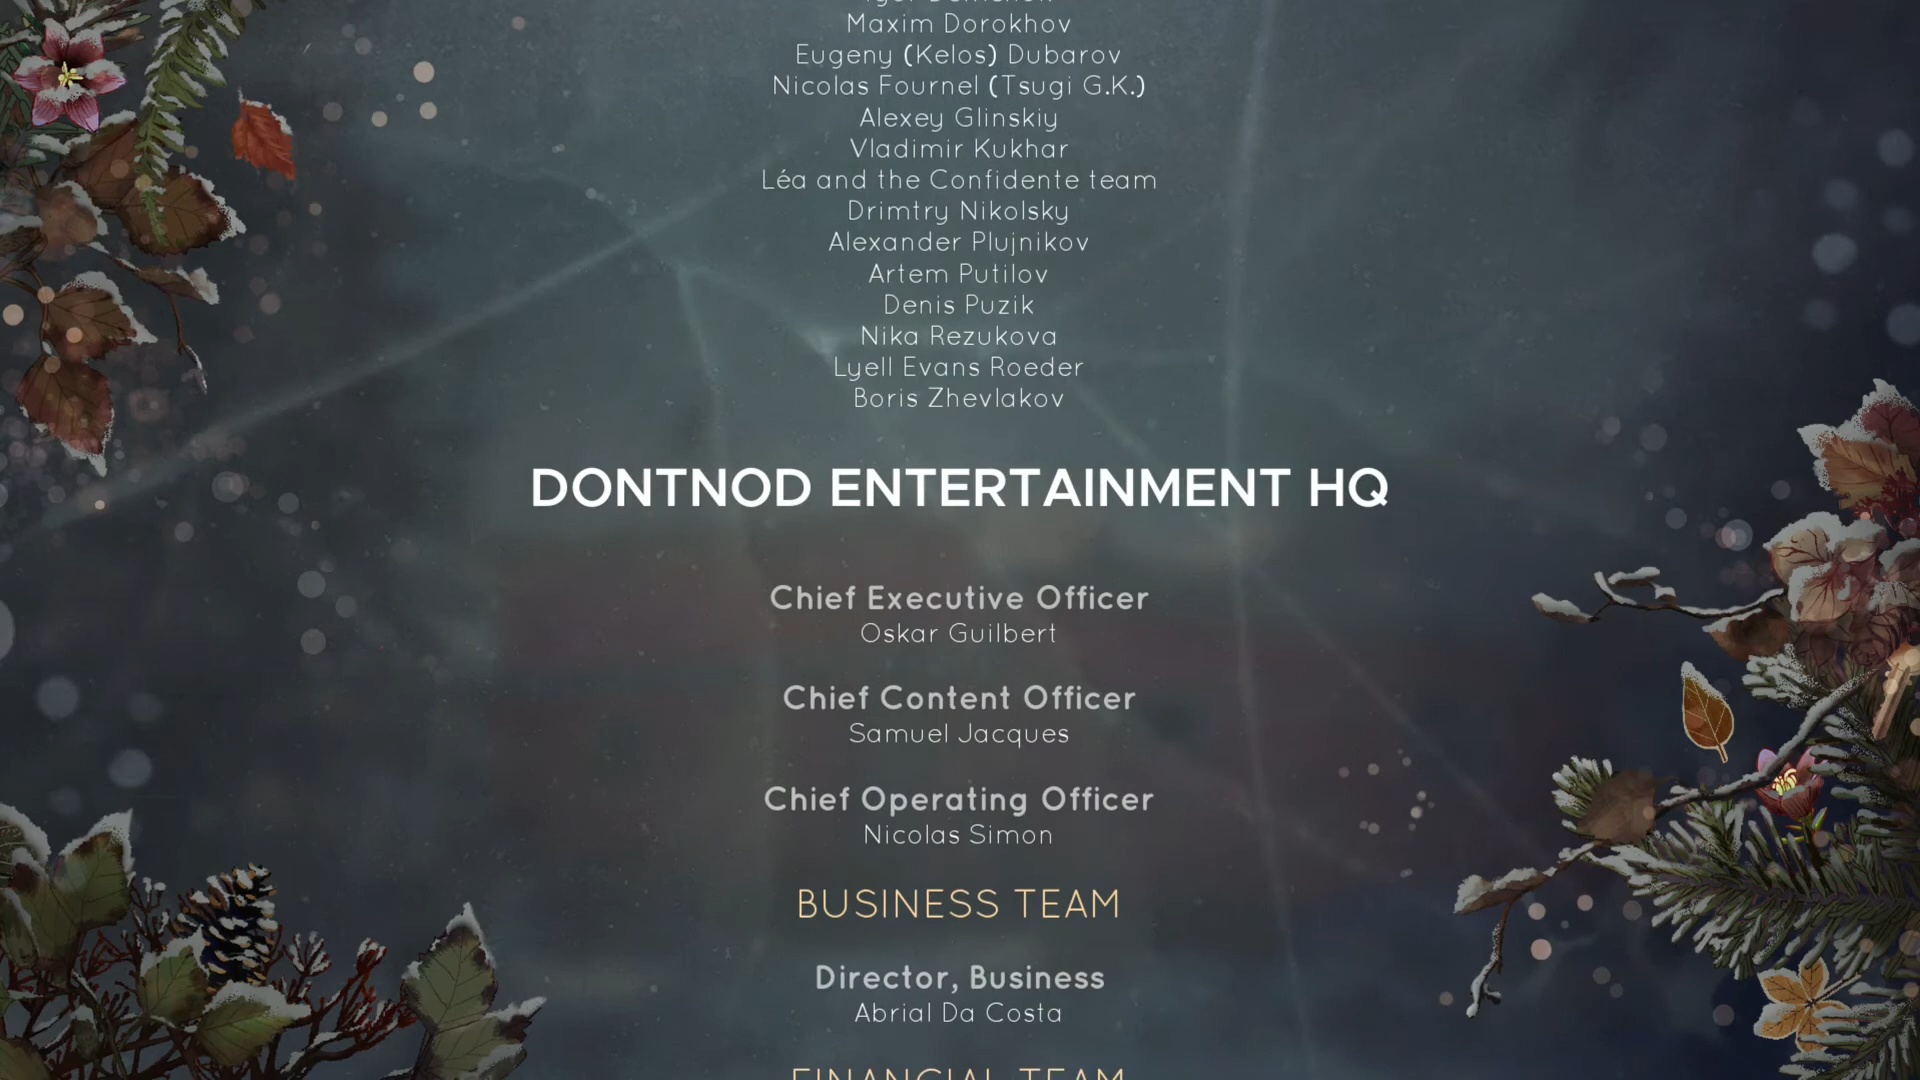 Maxim Dorokhov
Eugeny (Kelos) Dubarov
Nicolas Fournel (Tsugi G.K.)
Alexey Glinskiy
Vladimir Kukhar
Léa and the Confidente team
Drimtry Nikolsky
Alexander Plujnikov
Artem Putilov
Denis Puzik
Nika Rezukova
Lyell Evans Roeder
Boris Zhevlakov
DONTNOD ENTERTAINMENT HQ
Chief Executive Officer
Oskar Guilbert
Chief Content Officer
Samuel Jacques
Chief Operating Officer
Nicolas Simon
BUSINESS TEAM
Director, Business
Abrial Da Costa
FINANCIAL TEAM